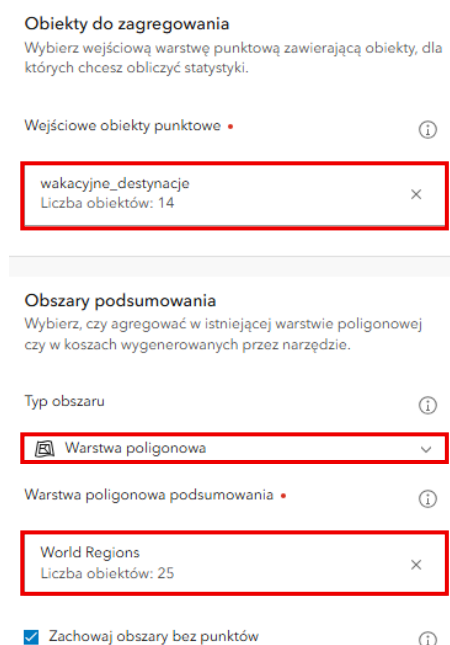 Obiekty do zagregowania
Wybierz wejściową warstwę punktową zawierającą obiekty, dla
których chcesz obliczyć statystyki.
Wejściowe obiekty punktowe •
wakacyjne_destynacje
Liczba obiektów: 14
Obszary podsumowania
Wybierz, czy agregować w istniejącej warstwie poligonowej
czy w koszach wygenerowanych przez narzędzie.
Typ obszaru
Warstwa poligonowa
Warstwa poligonowa podsumowania •
World Regions
Liczba obiektów: 25
Zachowaj obszary bez punktów